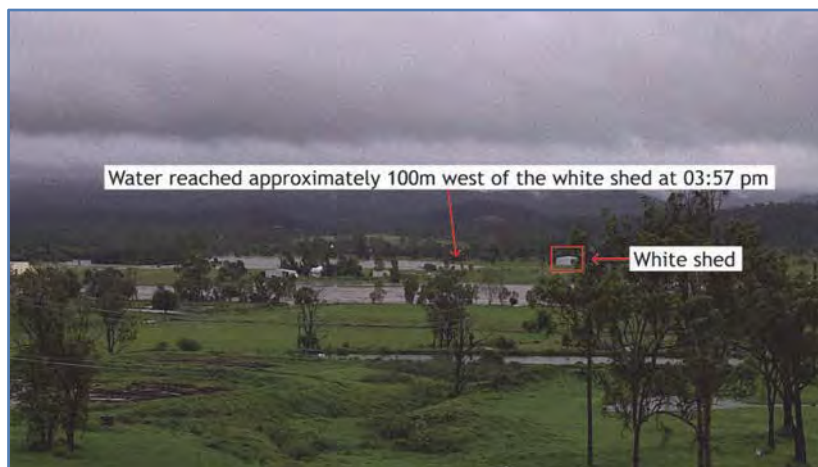 Water reached approximately 100m west of the white shed at 03:57 pm
White shed